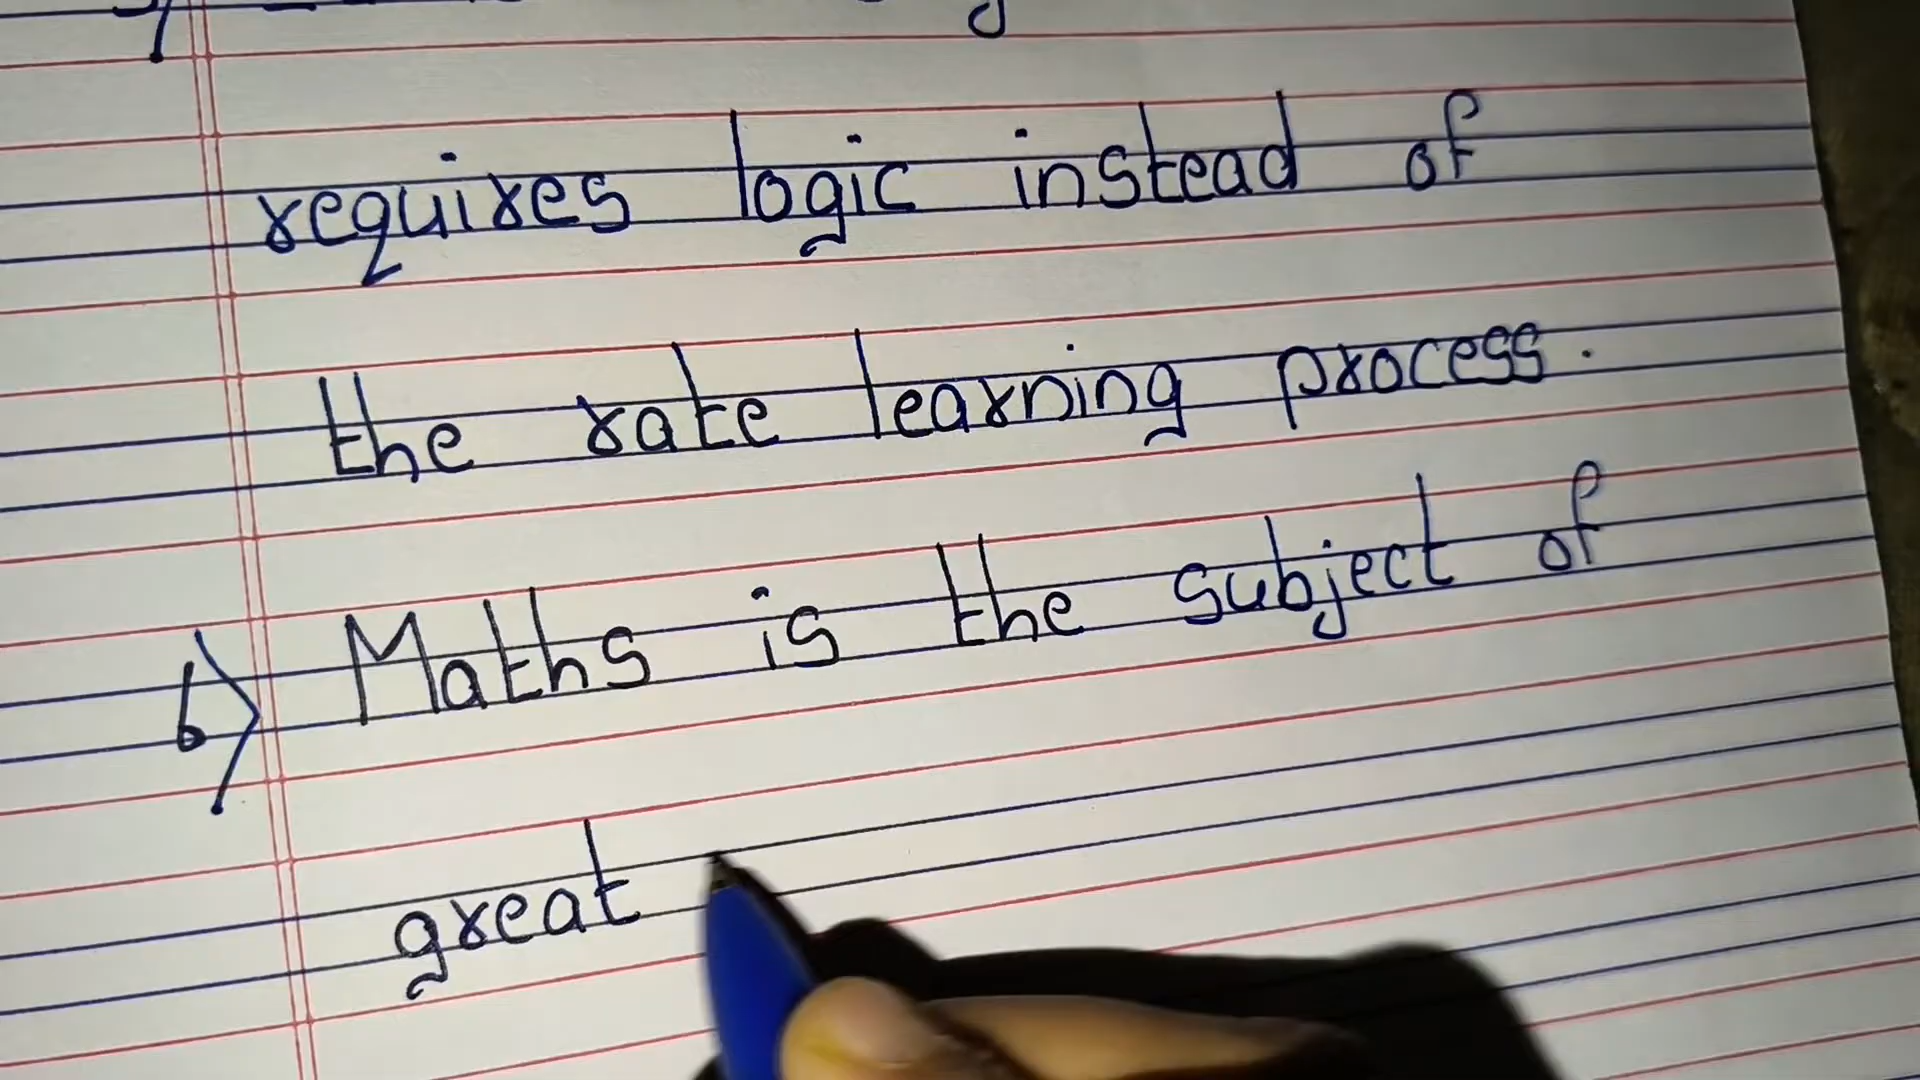 requires logic instead of
the rate learning process.
6) Maths is the subject of
great